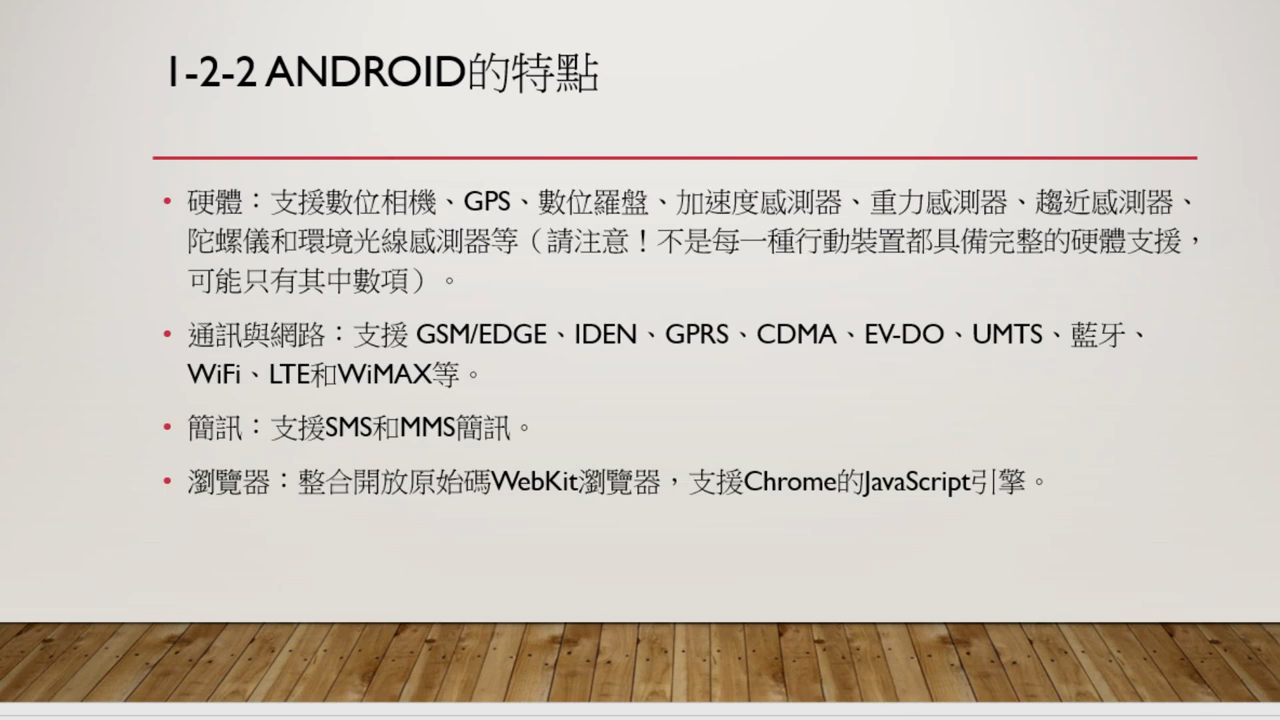 1-2-2 ANDROID的特點
• 硬體：支援數位相機、GPS、數位羅盤、加速度感測器、重力感測器、趨近感測器、
陀螺儀和環境光線感測器等（請注意！不是每一種行動裝置都具備完整的硬體支援，
可能只有其中數項）。
• 通訊與網路：支援 GSM/EDGE、IDEN、GPRS、CDMA、EV-DO、UMTS、藍牙、
WiFi、LTE和WiMAX等。
• 簡訊：支援SMS和MMS簡訊。
• 瀏覽器：整合開放原始碼WebKit瀏覽器，支援Chrome的JavaScript引擎。